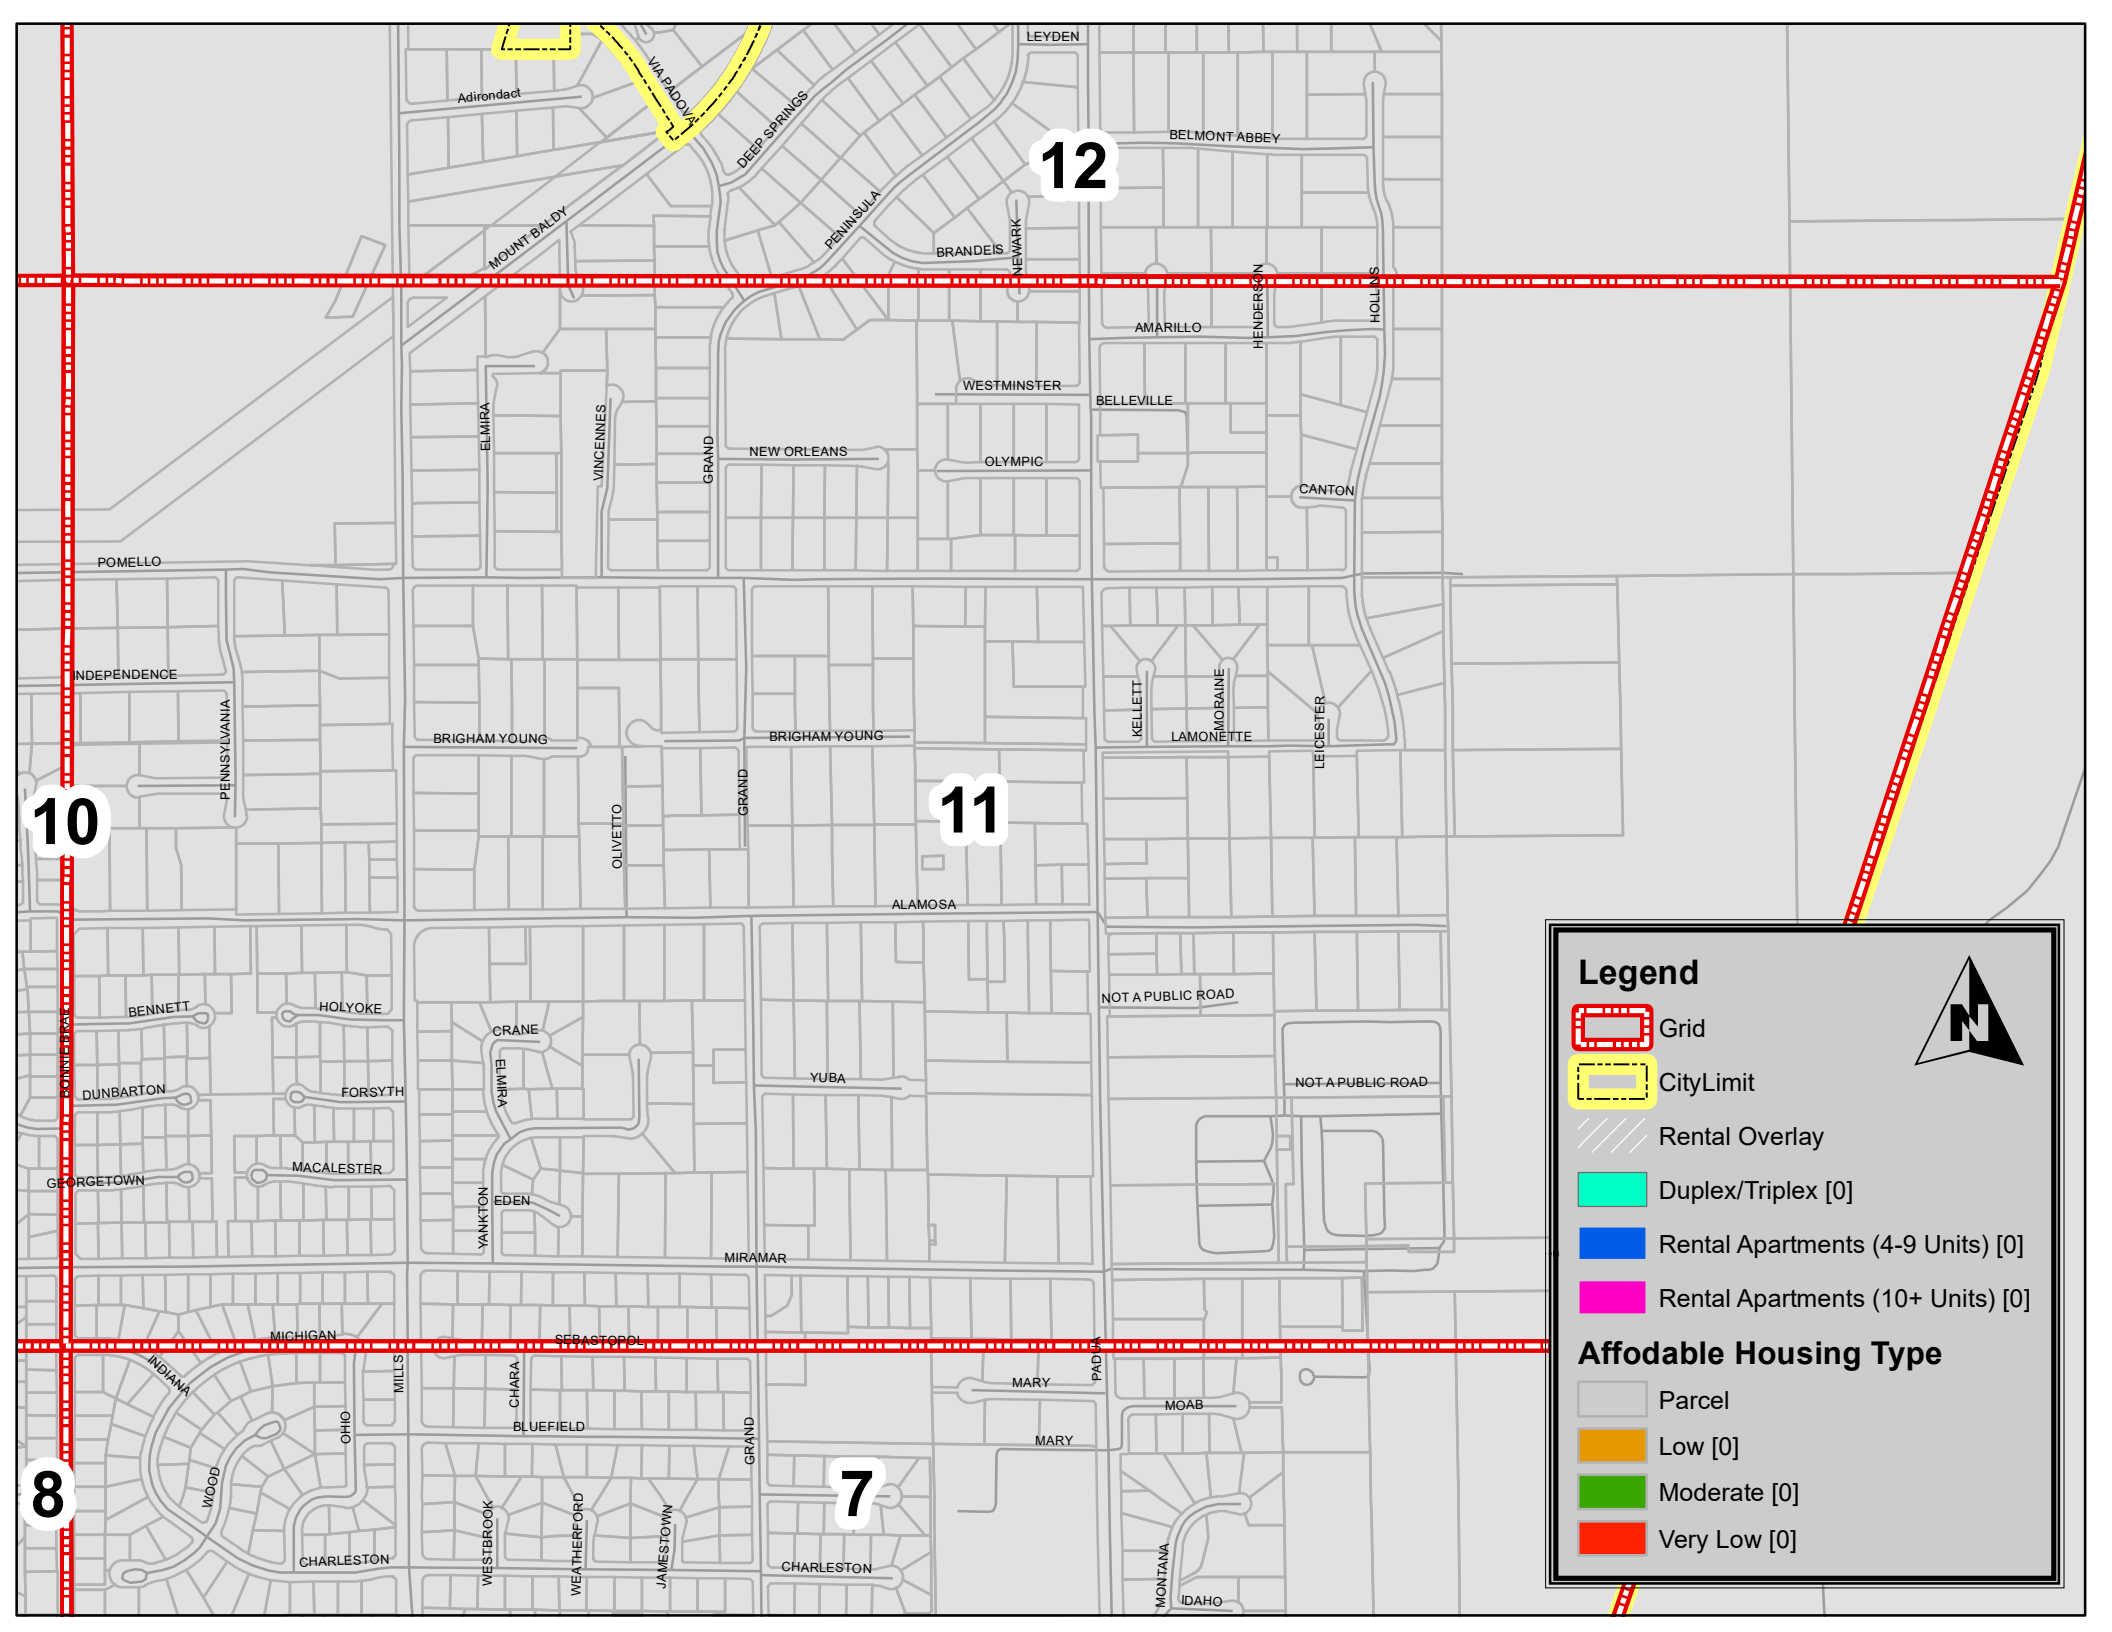 LEYDEN
VIA PADOVA
Adirondact
DEEP SPRINGS
BELMONT ABBEY
12
PENINSULA
MOUNT BALDY
BRANDEIS
NEWARK
HENDERSON
HOLLINS
AMARILLO
WESTMINSTER
BELLEVILLE
ELMIRA
VINCENNES
GRAND
NEW ORLEANS
OLYMPIC
CANTON
POMELLO
INDEPENDENCE
PENNSYLVANIA
KELLETT
MORAINE
LEICESTER
LAMONETTE
BRIGHAM YOUNG
BRIGHAM YOUNG
GRAND
OLIVETTO
10
11
ALAMOSA
BENNETT
HOLYOKE
BONNIE BRAE
CRANE
ELMIRA
NOT A PUBLIC ROAD
NOT A PUBLIC ROAD
DUNBARTON
FORSYTH
YUBA
GEORGETOWN
MACALESTER
YANKTON
EDEN
MIRAMAR
MICHIGAN
SEBASTOPOL
INDIANA
MILLS
CHARA
PADUA
MARY
MOAB
OHIO
BLUEFIELD
GRAND
MARY
WOOD
8
7
WESTBROOK
WEATHERFORD
JAMESTOWN
CHARLESTON
CHARLESTON
MONTANA
IDAHO
Legend
N
Grid
CityLimit
Rental Overlay
Duplex/Triplex [0]
Rental Apartments (4-9 Units) [0]
Rental Apartments (10+ Units) [0]
Affodable Housing Type
Parcel
Low [0]
Moderate [0]
Very Low [0]